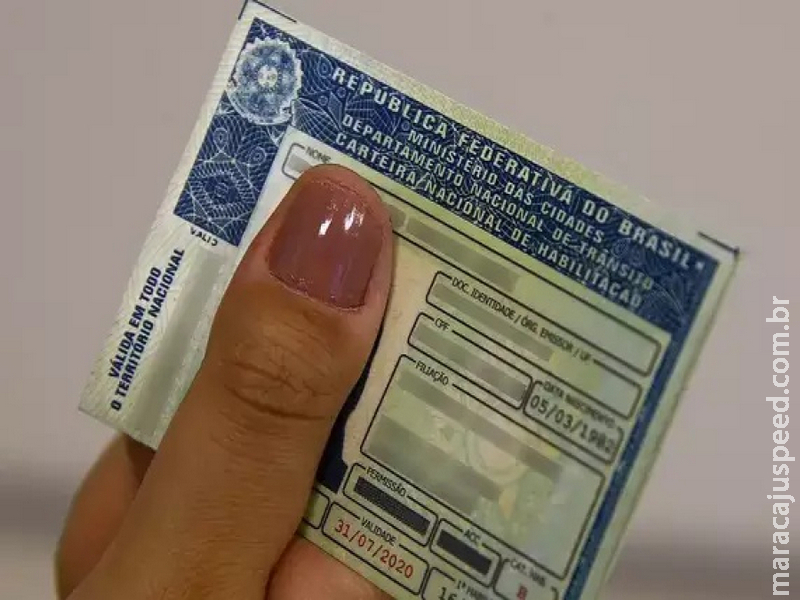 REPÚBLICA FEDERATIVA DO BRASIL
MINISTÉRIO DAS CIDADES
DEPARTAMENTO NACIONAL DE TRÂNSITO
CARTEIRA NACIONAL DE HABILITAÇÃO
NOME
DOC. IDENTIDADE / ÓRG. EMISSOR / UF
CPF
DATA NASCIMENTO
05/03/1982
FILIAÇÃO
PERMISSÃO
ACC
CAT. HAB.
B
VALIDADE
31/07/2020
VÁLIDA EM TODO
O TERRITÓRIO NACIONAL
maracajuspeed.com.br